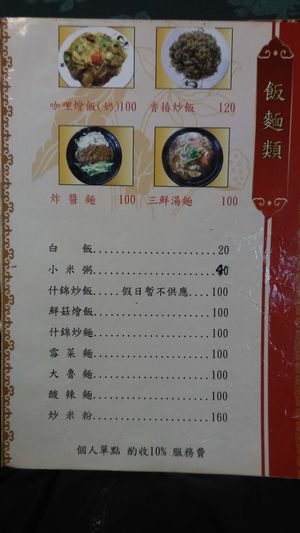 飯麵類
咖哩燴飯(奶)100
香椿炒飯 120
炸醬麵 100
三鮮湯麵 100
白飯....................20
小米粥....................40
什錦炒飯....假日暫不供應....100
鮮菇燴飯....................100
什錦炒麵....................100
雪菜麵....................100
大魯麵....................100
酸辣麵....................100
炒米粉....................160
個人單點 酌收10% 服務費